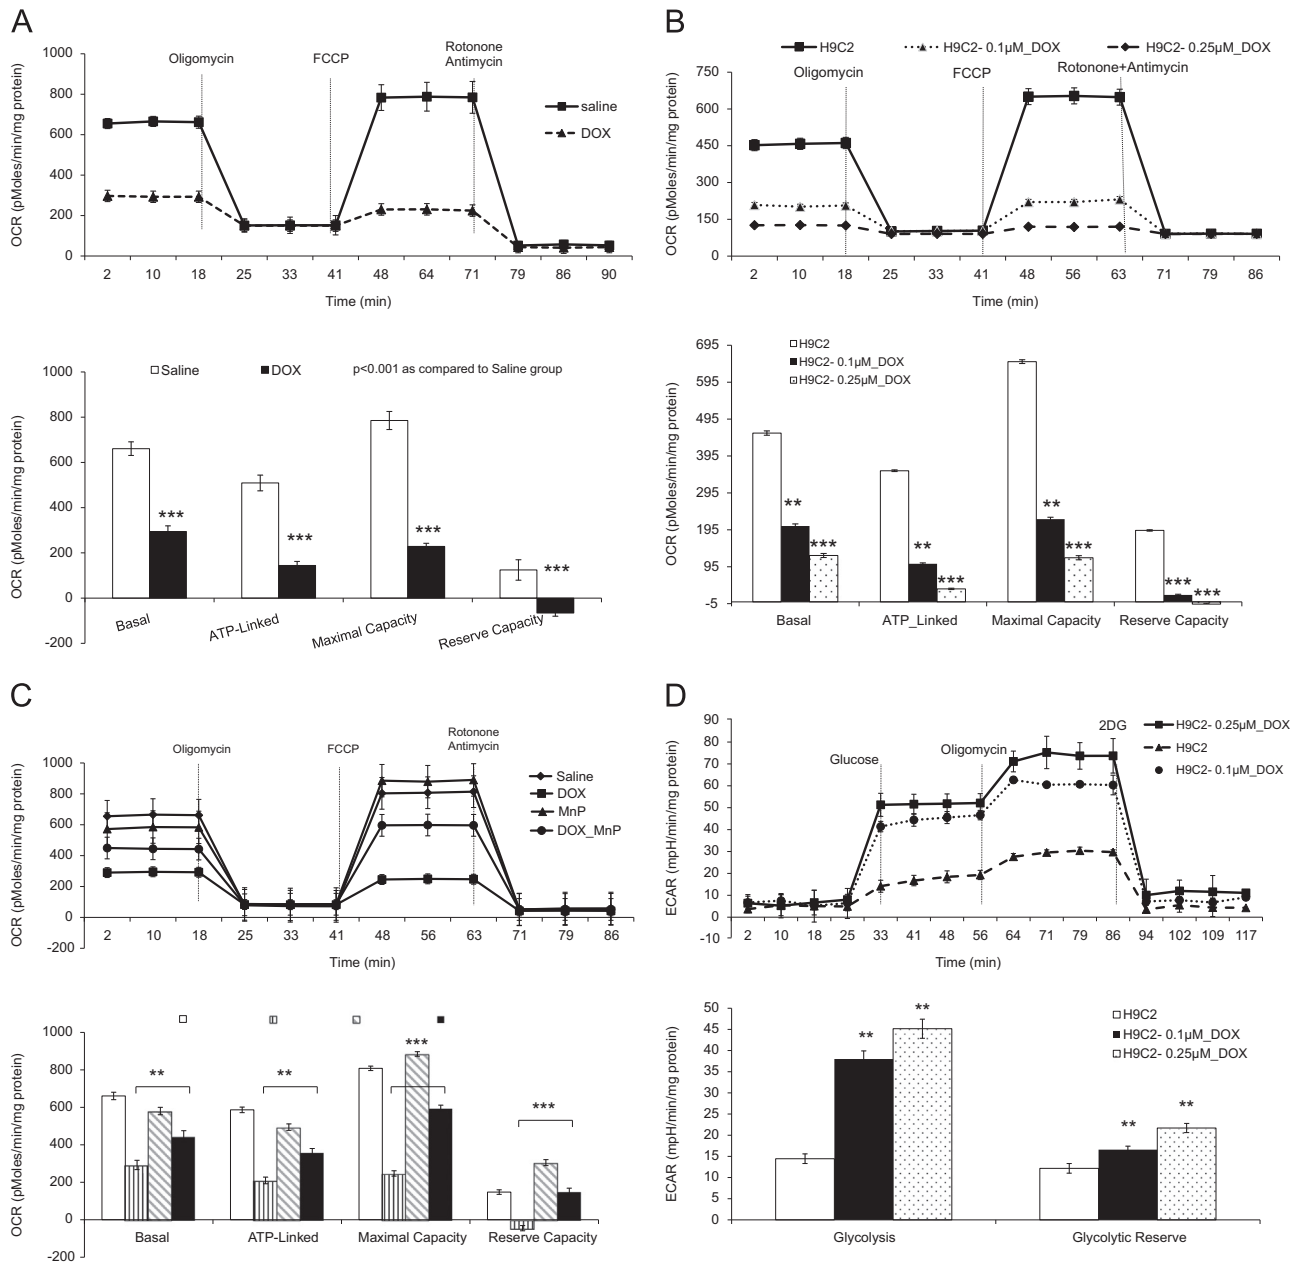 A
1000
800
600
400
200
0
OCR (pMoles/min/mg protein)
Oligomycin
FCCP
Rotonone
Antimycin
saline
DOX
2 10 18 25 33 41 48 64 71 79 86 90
Time (min)
1000
800
600
400
200
0
-200
OCR (pMoles/min/mg protein)
Saline DOX p<0.001 as compared to Saline group
*** *** *** ***
Basal ATP-Linked Maximal Capacity Reserve Capacity
B
H9C2 H9C2- 0.1µM_DOX H9C2- 0.25µM_DOX
750
600
450
300
150
0
OCR (pMoles/min/mg protein)
Oligomycin
FCCP
Rotonone+Antimycin
2 10 18 25 33 41 48 56 63 71 79 86
Time (min)
695
595
495
395
295
195
95
-5
OCR (pMoles/min/mg protein)
H9C2
H9C2- 0.1µM_DOX
H9C2- 0.25µM_DOX
** *** ** *** ** *** *** ***
Basal ATP_Linked Maximal Capacity Reserve Capacity
C
1000
800
600
400
200
0
-200
OCR (pMoles/min/mg protein)
Oligomycin
FCCP
Rotonone
Antimycin
Saline
DOX
MnP
DOX_MnP
2 10 18 25 33 41 48 56 63 71 79 86
Time (min)
1000
800
600
400
200
0
-200
OCR (pMoles/min/mg protein)
** ** *** ***
Basal ATP-Linked Maximal Capacity Reserve Capacity
D
90
80
70
60
50
40
30
20
10
0
-10
ECAR (mpH/min/mg protein)
Glucose
Oligomycin
2DG
H9C2- 0.25µM_DOX
H9C2
H9C2- 0.1µM_DOX
2 10 18 25 33 41 48 56 64 71 79 86 94 102 109 117
Time (min)
50
45
40
35
30
25
20
15
10
5
0
ECAR (mpH/min/mg protein)
H9C2
H9C2- 0.1µM_DOX
H9C2- 0.25µM_DOX
** ** ** **
Glycolysis Glycolytic Reserve